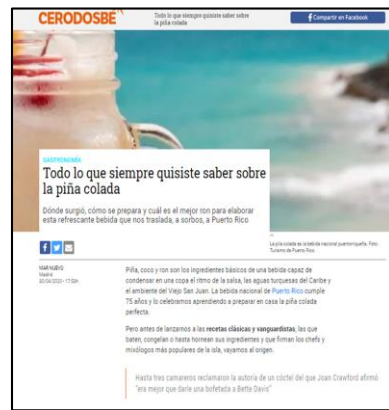 CERODOSBÉ
Todo lo que siempre quisiste saber sobre
la piña colada
Compartir en Facebook
GASTRONOMÍA
Todo lo que siempre quisiste saber sobre
la piña colada
Dónde surgió, cómo se prepara y cuál es el mejor ron para elaborar
esta refrescante bebida que nos traslada, a sorbos, a Puerto Rico
La piña colada es la bebida nacional puertorriqueña. Foto:
Turismo de Puerto Rico.
MAR NUEVO
Madrid
Piña, coco y ron son los ingredientes básicos de una bebida capaz de
condensar en una copa el ritmo de la salsa, las aguas turquesas del Caribe y
el ambiente del Viejo San Juan. La bebida nacional de Puerto Rico cumple
75 años y lo celebramos aprendiendo a preparar en casa la piña colada
perfecta.
Pero antes de lanzarnos a las recetas clásicas y vanguardistas, las que
baten, congelan o hasta hornean sus ingredientes y que firman los chefs y
mixólogos más populares de la isla, vayamos al origen.
Hasta tres camareros reclamaron la autoría de un cóctel del que Joan Crawford afirmó
"era mejor que darle una bofetada a Bette Davis"